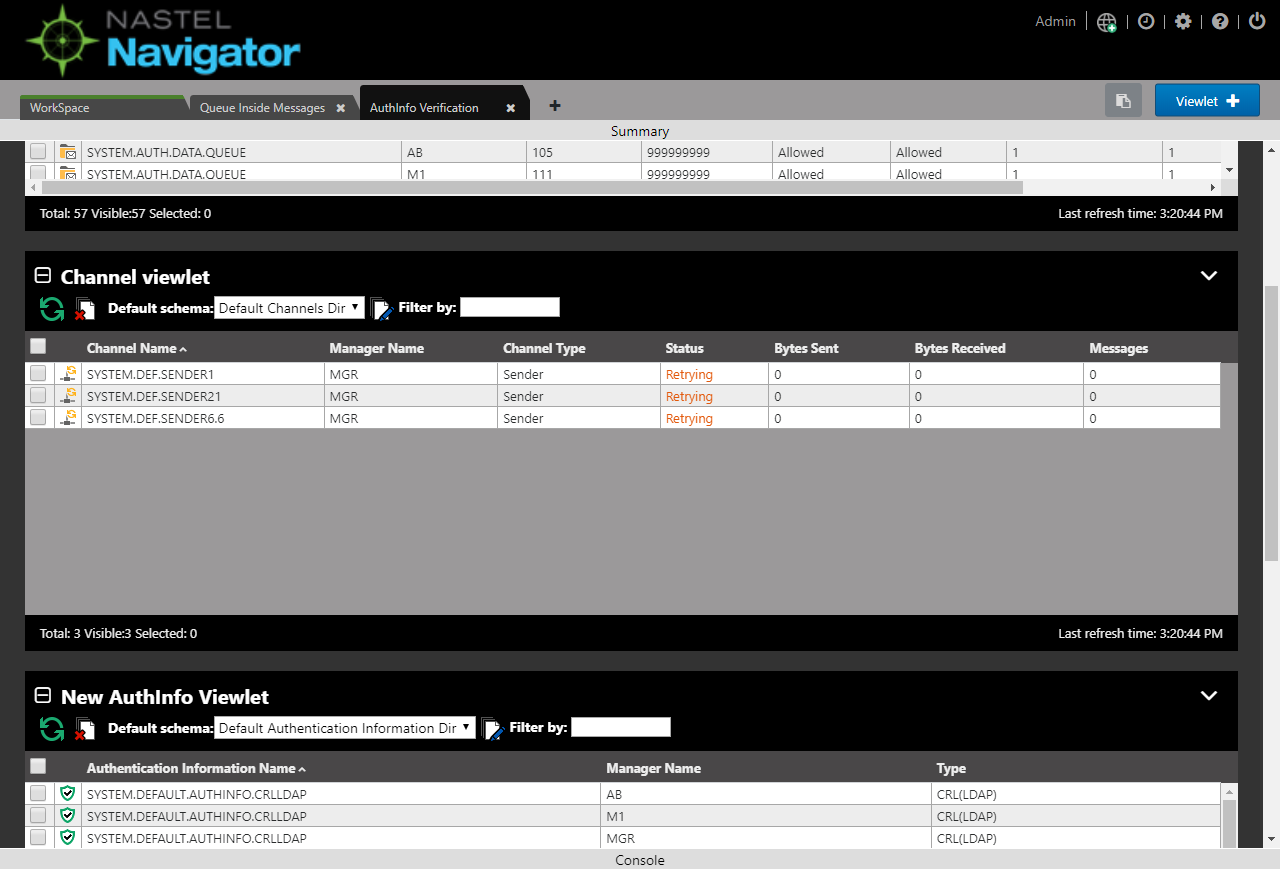 NASTEL
Navigator
Admin
WorkSpace
Queue Inside Messages
AuthInfo Verification
Viewlet
Summary
SYSTEM.AUTH.DATA.QUEUE AB 105 999999999 Allowed Allowed 1 1
SYSTEM.AUTH.DATA.QUEUE M1 111 999999999 Allowed Allowed 1 1
Total: 57 Visible:57 Selected: 0 Last refresh time: 3:20:44 PM
Channel viewlet
Default schema: Default Channels Dir Filter by:
Channel Name Manager Name Channel Type Status Bytes Sent Bytes Received Messages
SYSTEM.DEF.SENDER1 MGR Sender Retrying 0 0 0
SYSTEM.DEF.SENDER21 MGR Sender Retrying 0 0 0
SYSTEM.DEF.SENDER6.6 MGR Sender Retrying 0 0 0
Total: 3 Visible:3 Selected: 0 Last refresh time: 3:20:44 PM
New AuthInfo Viewlet
Default schema: Default Authentication Information Dir Filter by:
Authentication Information Name Manager Name Type
SYSTEM.DEFAULT.AUTHINFO.CRLLDAP AB CRL(LDAP)
SYSTEM.DEFAULT.AUTHINFO.CRLLDAP M1 CRL(LDAP)
SYSTEM.DEFAULT.AUTHINFO.CRLLDAP MGR CRL(LDAP)
Console